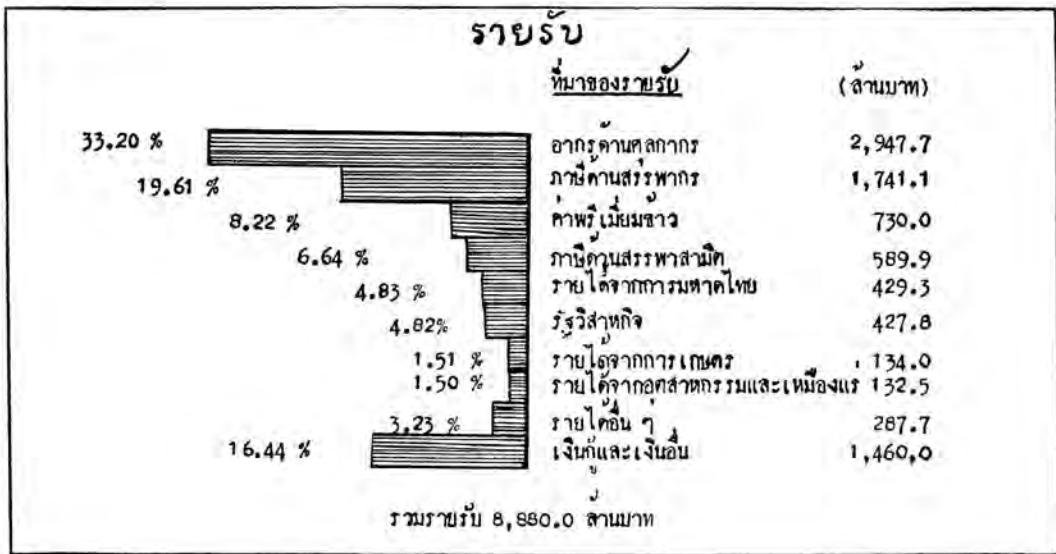 รายรับ
ที่มาของรายรับ (ล้านบาท)
33.20 % อากรด้านศุลกากร 2,947.7
19.61 % ภาษีด้านสรรพากร 1,741.1
8.22 % ค่าพรีเมี่ยมข้าว 730.0
6.64 % ภาษีด้านสรรพาสามิต 589.9
4.83 % รายได้จากการมหาดไทย 429.3
4.82% รัฐวิสาหกิจ 427.8
1.51 % รายได้จากการเกษตร 134.0
1.50 % รายได้จากอุตสาหกรรมและเหมืองแร 132.5
3.23 % รายได้อื่น ๆ 287.7
16.44 % เงินกู้และเงินอื่น 1,460,0
รวมรายรับ 8,880.0 ล้านบาท